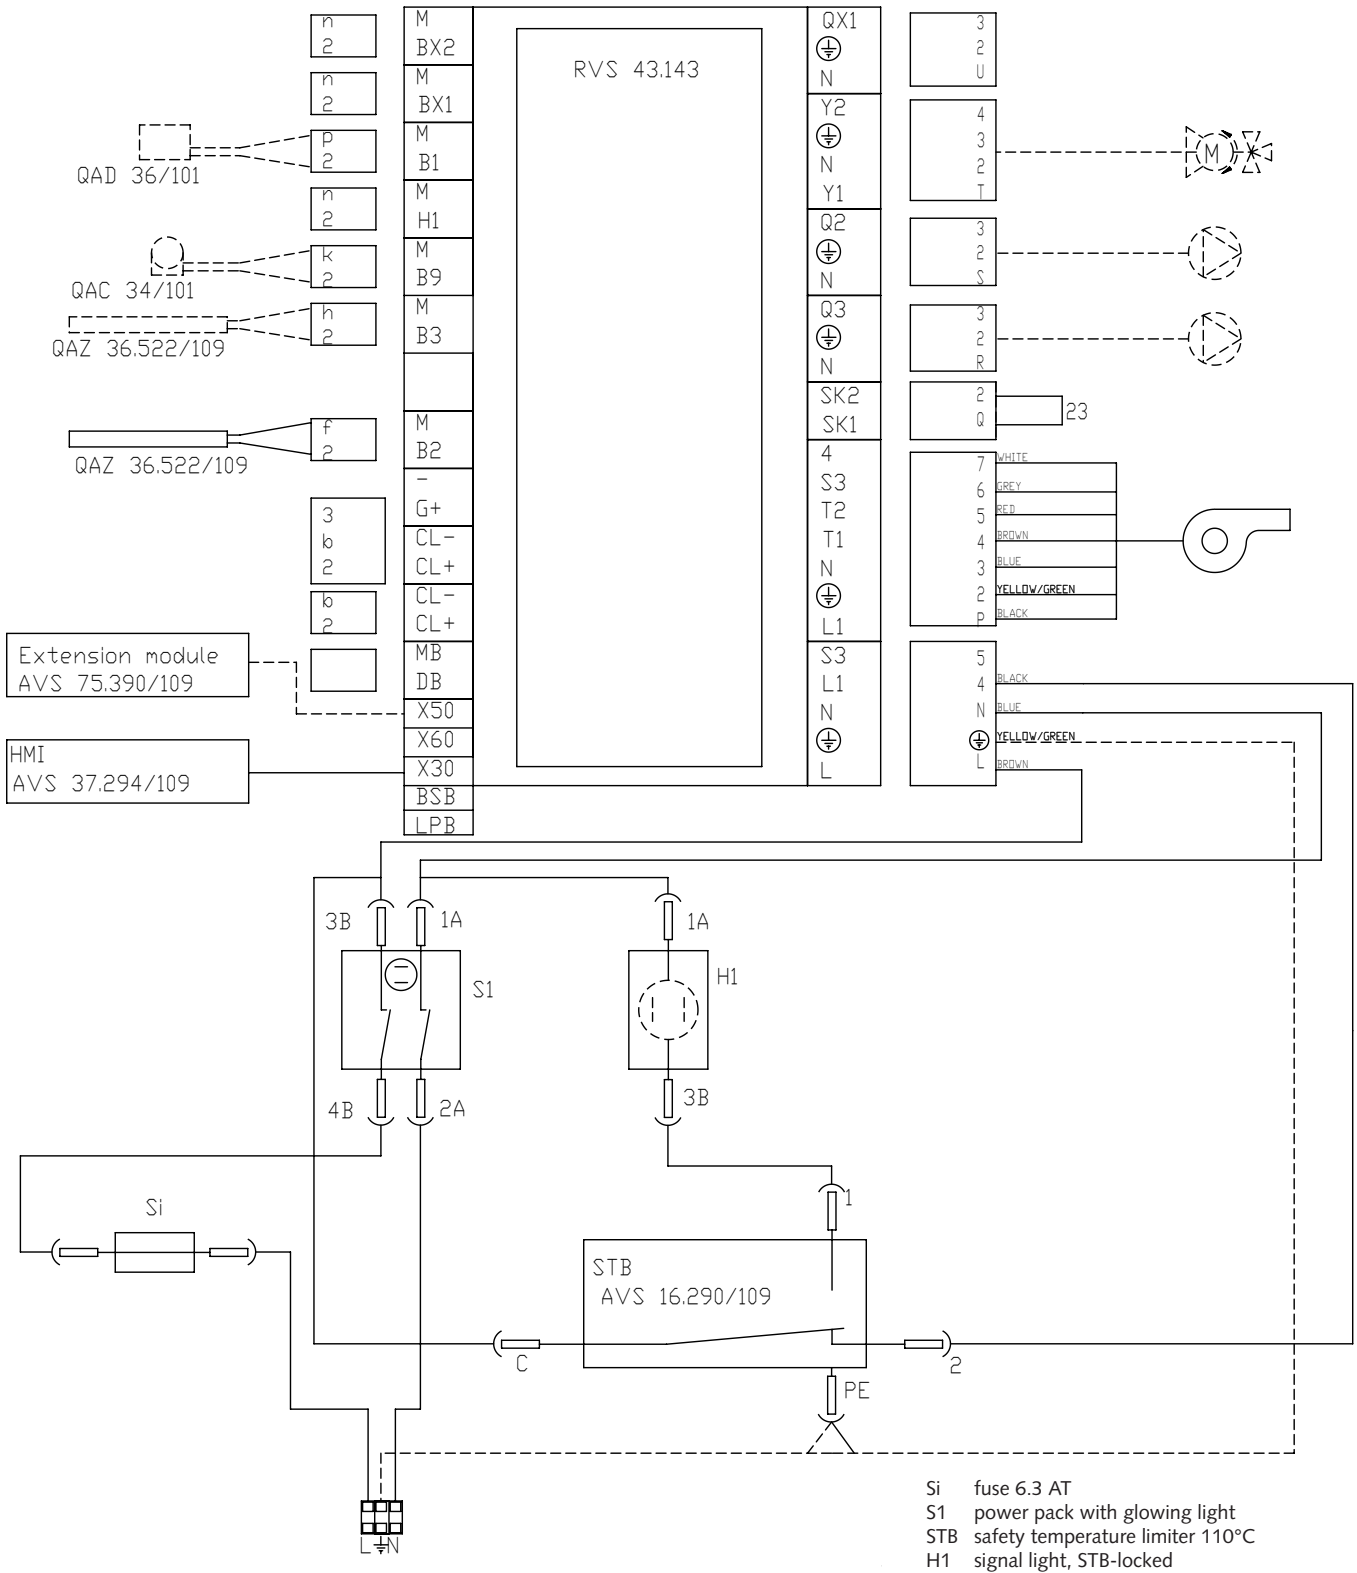 n
2
M
BX2
n
2
M
BX1
QAD 36/101
p
2
M
B1
n
2
M
H1
QAC 34/101
k
2
M
B9
QAZ 36.522/109
h
2
M
B3
QAZ 36.522/109
f
2
M
B2
-
G+
3
b
2
CL-
CL+
b
2
CL-
CL+
MB
DB
Extension module
AVS 75.390/109
X50
X60
HMI
AVS 37.294/109
X30
BSB
LPB
RVS 43.143
QX1
N
3
2
U
Y2
N
Y1
4
3
2
T
M
Q2
N
3
2
S
Q3
N
3
2
R
SK2
SK1
2
Q
23
4
S3
T2
T1
N
L1
7 WHITE
6 GREY
5 RED
4 BROWN
3 BLUE
2 YELLOW/GREEN
P BLACK
S3
L1
N
L
5
4 BLACK
N BLUE
YELLOW/GREEN
L BROWN
3B
1A
S1
4B
2A
1A
H1
3B
Si
1
STB
AVS 16.290/109
C
2
PE
L N
Si fuse 6.3 AT
S1 power pack with glowing light
STB safety temperature limiter 110°C
H1 signal light, STB-locked